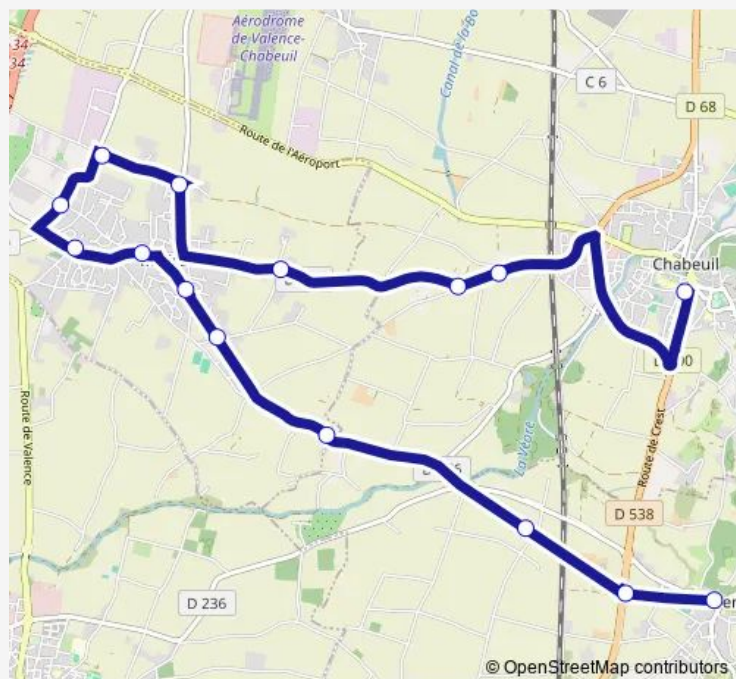 Aérodrome
de Valence-
Chabeuil
34
34
C 6
Canal-de-la-Bo
D 68
Route de l'Aéroport
Chabeuil
Route de Valence
Route de Crest
La Véore
D 538
D 236
© OpenStreetMap contributors